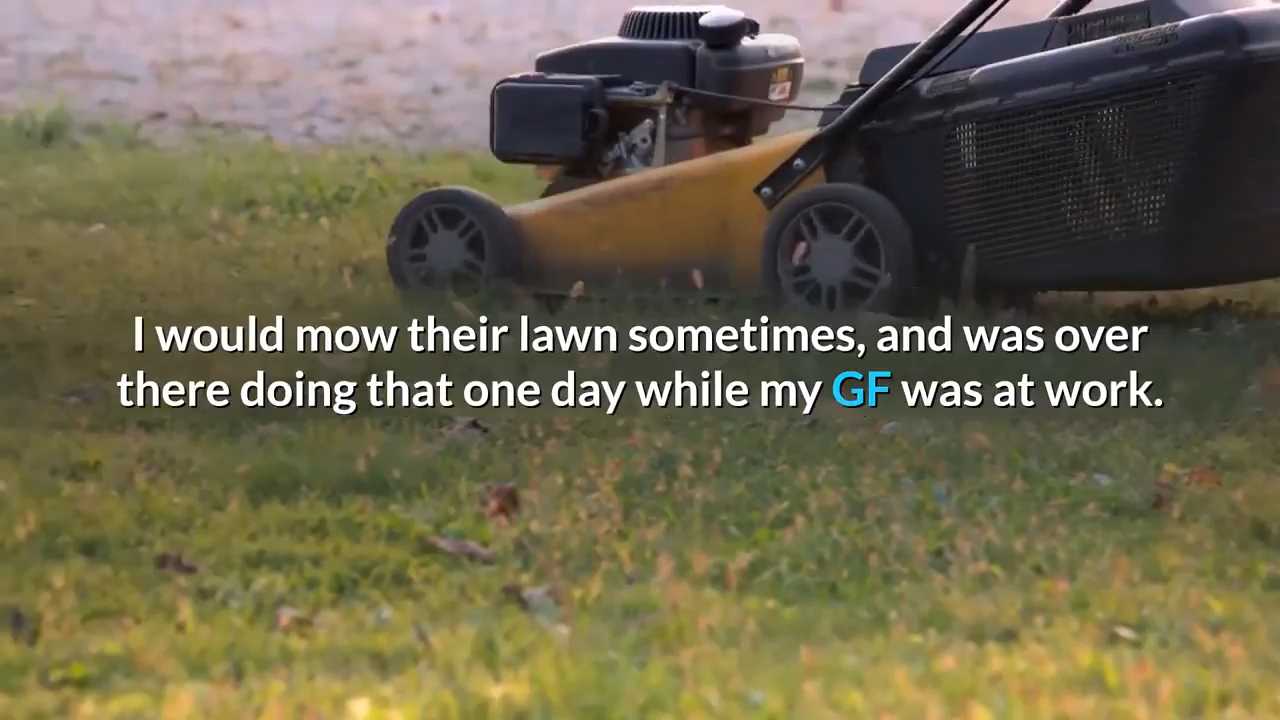 I would mow their lawn sometimes, and was over
there doing that one day while my GF was at work.